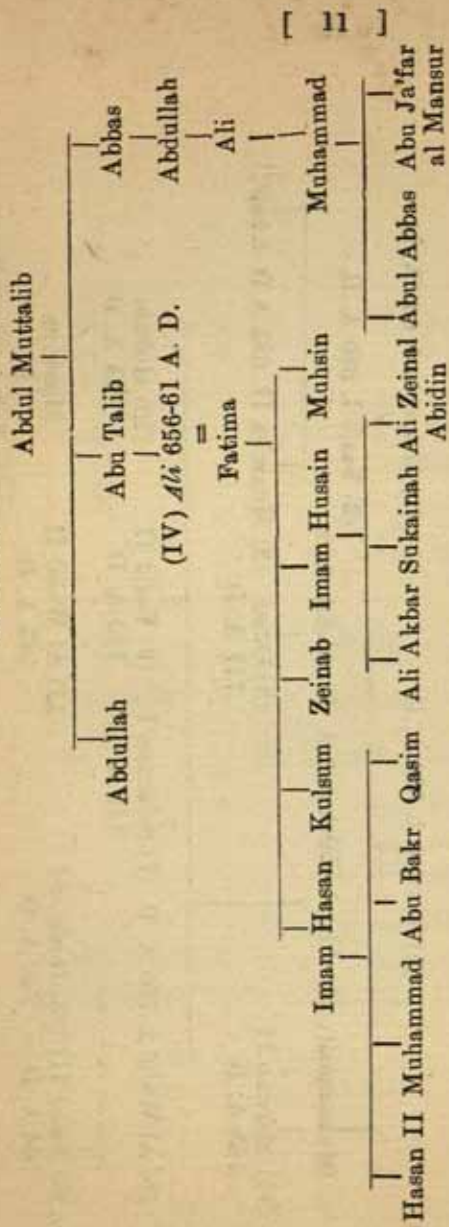 [ 11 ]
Abdul Muttalib
Abdullah Abu Talib Abbas
(IV) Ali 656-61 A. D. Abdullah
=
Fatima Ali
Imam Hasan Kulsum Zeinab Imam Husain Muhsin Muhammad
Hasan II Muhammad Abu Bakr Qasim Ali Akbar Sukainah Ali Zeinal Abul Abbas Abu Ja'far
Abidin al Mansur